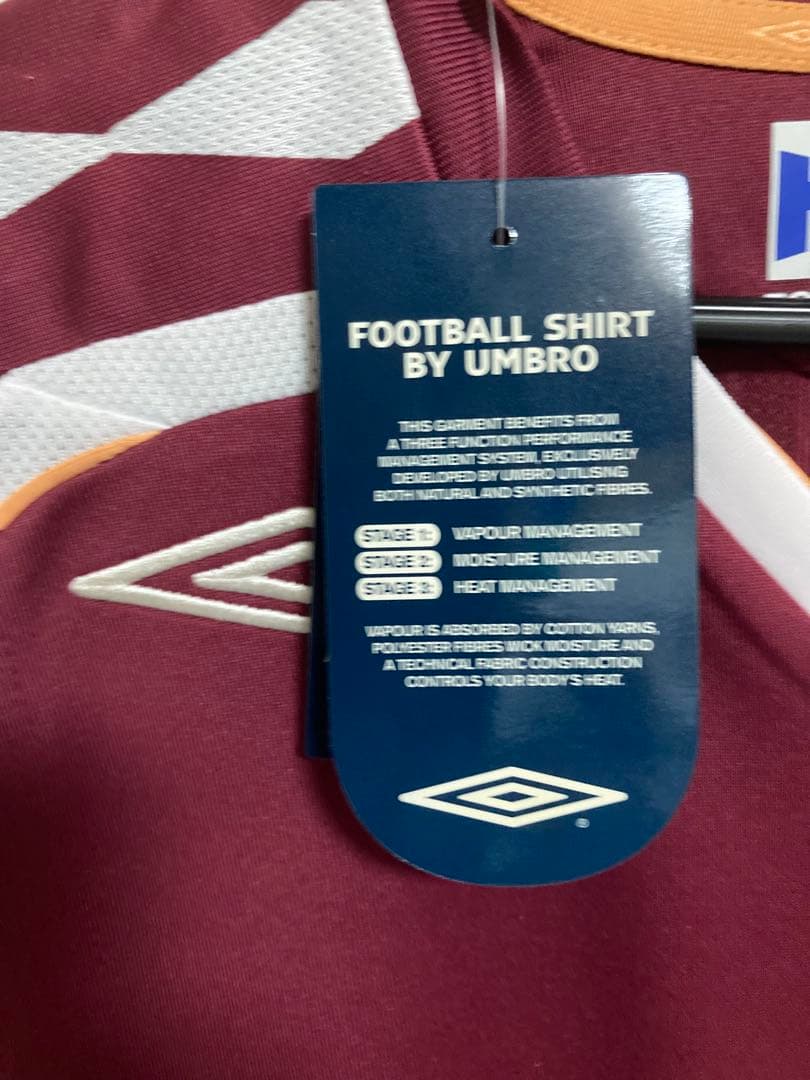 FOOTBALL SHIRT
BY UMBRO
THIS GARMENT BENEFITS FROM
A THREE FUNCTION PERFORMANCE
MANAGEMENT SYSTEM, EXCLUSIVELY
DEVELOPED BY UMBRO UTILISING
BOTH NATURAL AND SYNTHETIC FIBRES.
STAGE 1: VAPOUR MANAGEMENT
STAGE 2: MOISTURE MANAGEMENT
STAGE 3: HEAT MANAGEMENT
VAPOUR IS ABSORBED BY COTTON YARNS,
POLYESTER FIBRES WICK MOISTURE AND
A TECHNICAL FABRIC CONSTRUCTION
CONTROLS YOUR BODY'S HEAT.
®